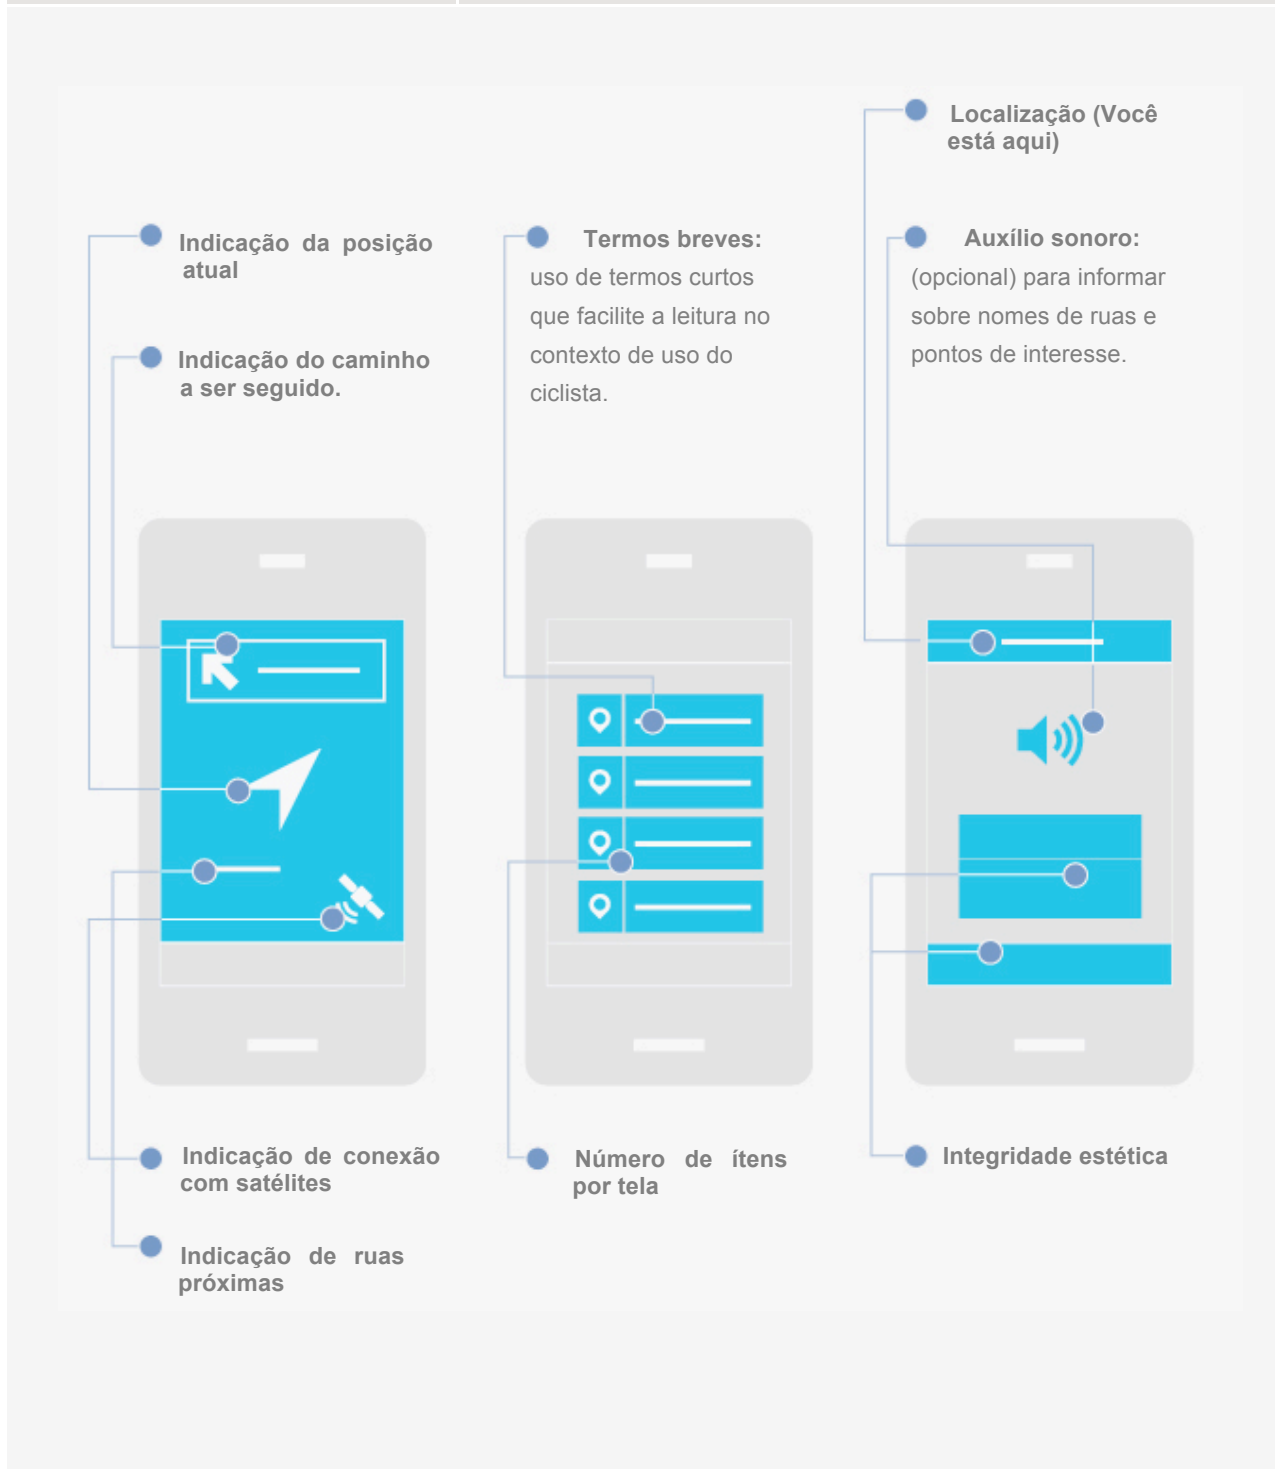 Localização (Você
está aqui)
Indicação da posição
atual
Indicação do caminho
a ser seguido.
Termos breves:
uso de termos curtos
que facilite a leitura no
contexto de uso do
ciclista.
Auxílio sonoro:
(opcional) para informar
sobre nomes de ruas e
pontos de interesse.
Indicação de conexão
com satélites
Indicação de ruas
próximas
Número de ítens
por tela
Integridade estética